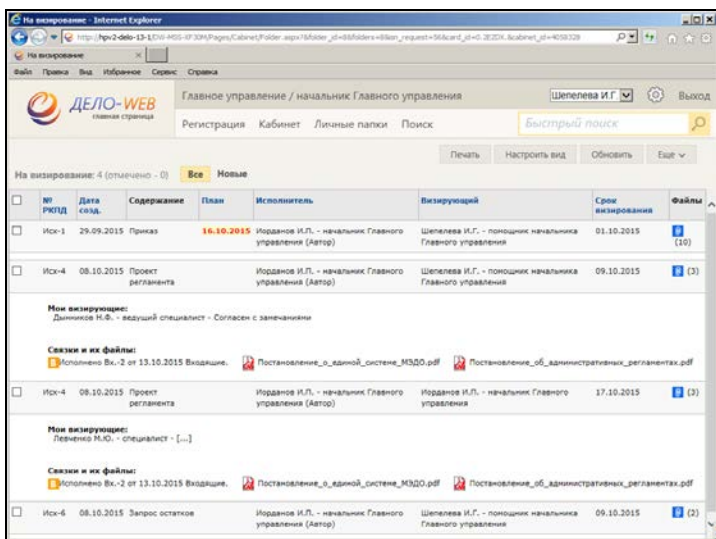 На визирование - Internet Explorer
На визирование
Файл Правка Вид Избранное Сервис Справка
ДЕЛО-WEB
главная страница
Главное управление / начальник Главного управления
Шепелева И.Г
Выход
Регистрация Кабинет Личные папки Поиск
Быстрый поиск
Печать Настроить вид Обновить Еще
На визирование: 4 (отмечено - 0) Все Новые
№ РКПД Дата созд. Содержание План Исполнитель Визирующий Срок визирования Файлы
Исх-1 29.09.2015 Приказ 16.10.2015 Иорданов И.П. - начальник Главного управления (Автор) Шепелева И.Г. - помощник начальника Главного управления 01.10.2015 (10)
Исх-4 08.10.2015 Проект регламента Иорданов И.П. - начальник Главного управления (Автор) Шепелева И.Г. - помощник начальника Главного управления 09.10.2015 (3)
Мои визирующие:
Дынников Н.Ф. - ведущий специалист - Согласен с замечаниями
Связки и их файлы:
Исполнено Вх.-2 от 13.10.2015 Входящие. Постановление_о_единой_системе_МЭДО.pdf Постановление_об_административных_регламентах.pdf
Исх-4 08.10.2015 Проект регламента Иорданов И.П. - начальник Главного управления (Автор) Иорданов И.П. - начальник Главного управления 17.10.2015 (3)
Мои визирующие:
Левченко М.Ю. - специалист - [...]
Связки и их файлы:
Исполнено Вх.-2 от 13.10.2015 Входящие. Постановление_о_единой_системе_МЭДО.pdf Постановление_об_административных_регламентах.pdf
Исх-6 08.10.2015 Запрос остатков Иорданов И.П. - начальник Главного управления (Автор) Шепелева И.Г. - помощник начальника Главного управления 09.10.2015 (2)